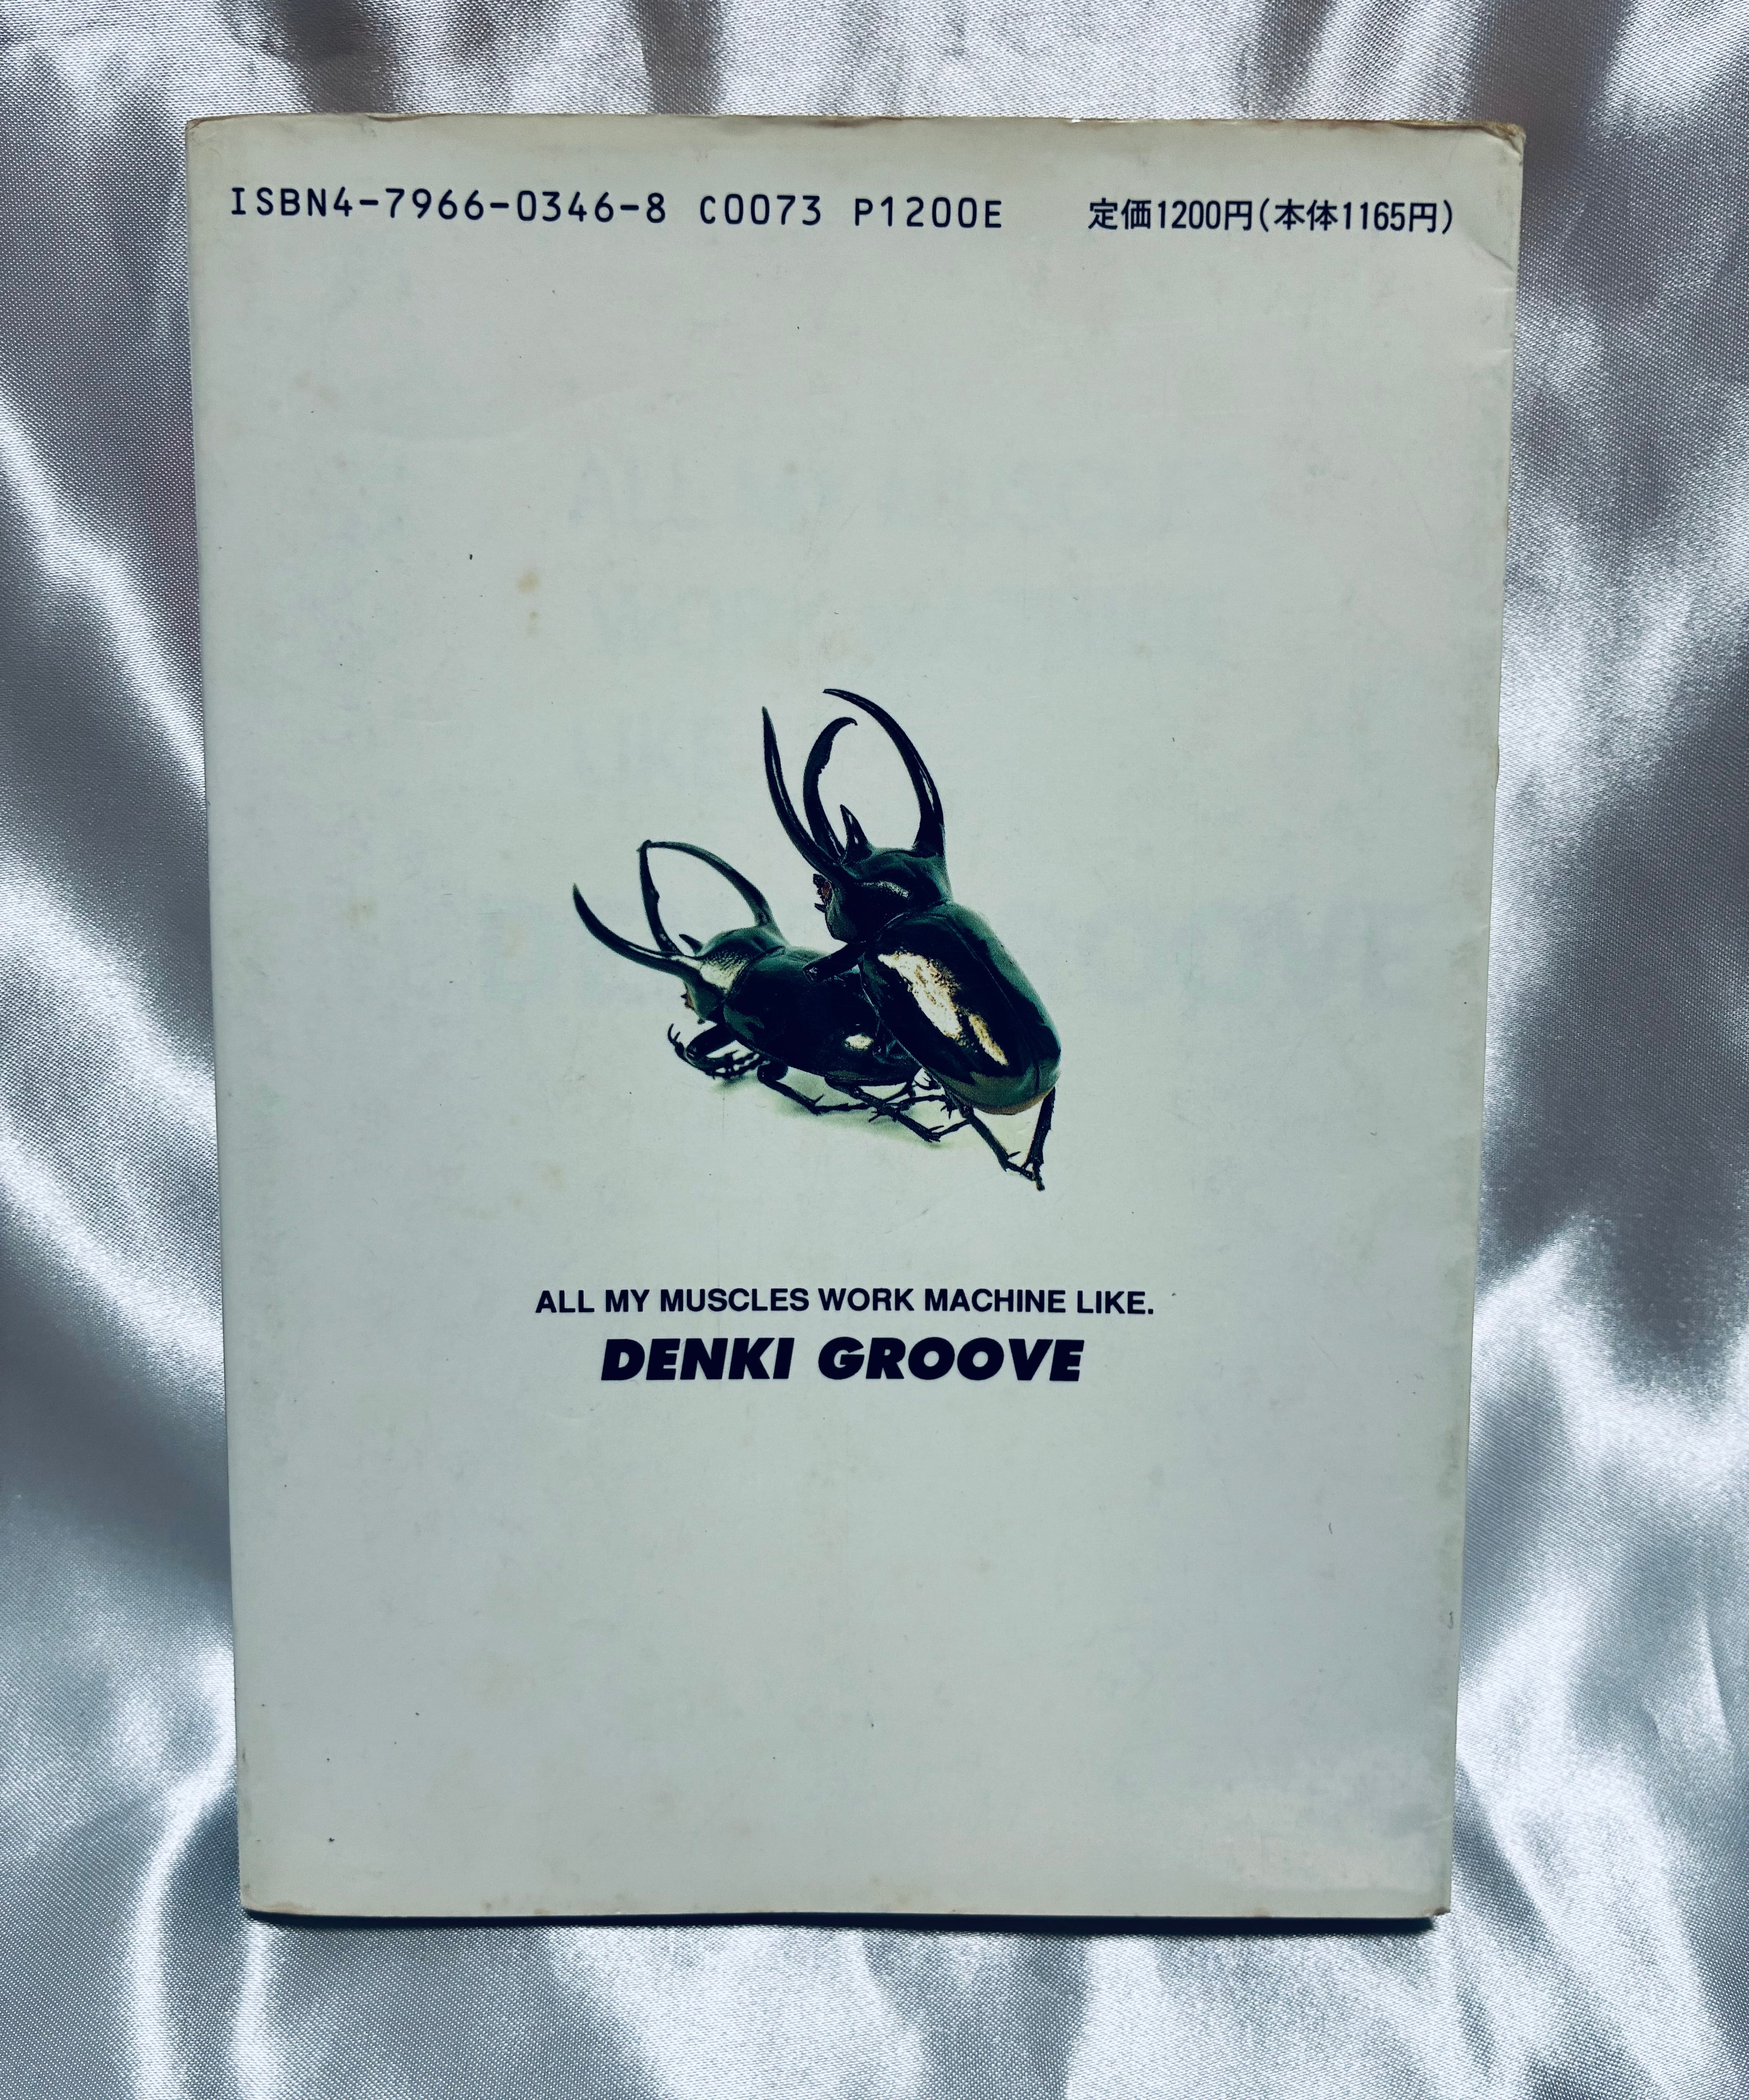 ISBN4-7966-0346-8 C0073 P1200E 定価1200円(本体1165円)
ALL MY MUSCLES WORK MACHINE LIKE.
DENKI GROOVE